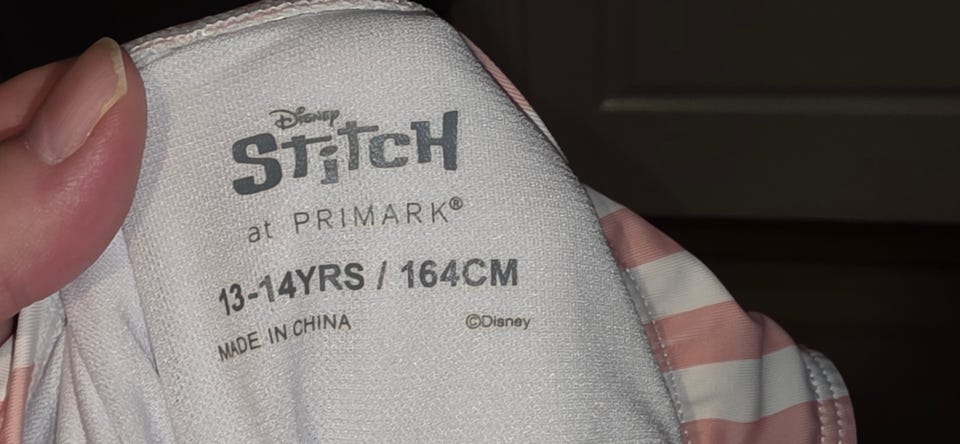 Disney
Stitch
at PRIMARK®
13-14YRS / 164CM
MADE IN CHINA
©Disney